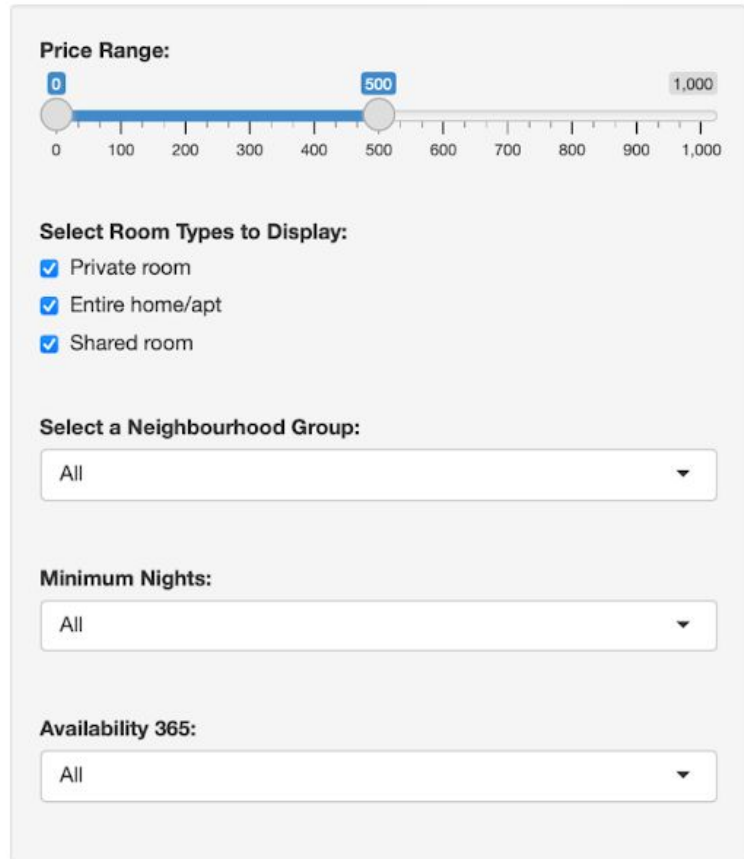 Price Range:
0 500 1,000
0 100 200 300 400 500 600 700 800 900 1,000
Select Room Types to Display:
Private room
Entire home/apt
Shared room
Select a Neighbourhood Group:
All
Minimum Nights:
All
Availability 365:
All